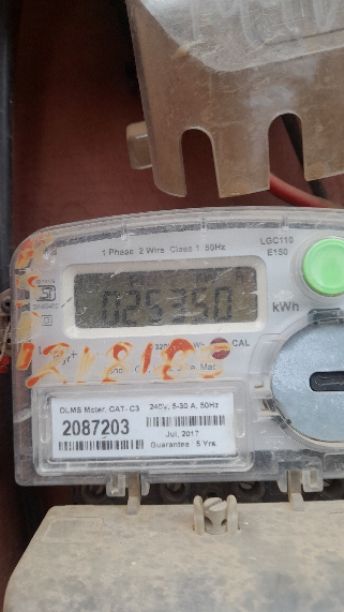 1 Phase 2 Wire Class 1 50Hz
LGC110
E150
025350
kWh
CAL
DLMS Meter, CAT- C3 240V, 5-30 A, 50Hz
2087203
Jul, 2017
Guarantee : 5 Yrs.